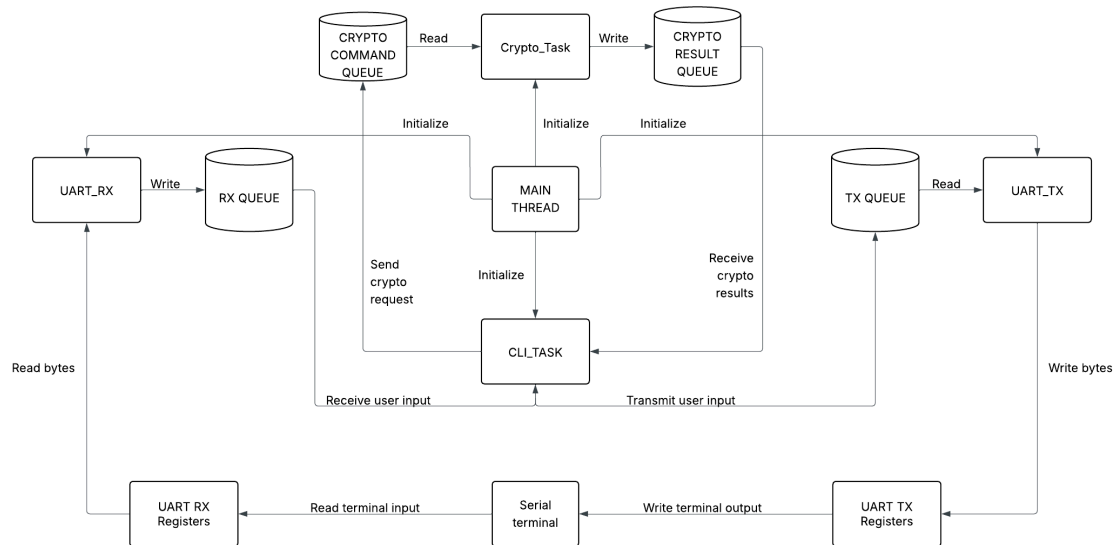 CRYPTO
COMMAND
QUEUE
Read
Crypto_Task
Write
CRYPTO
RESULT
QUEUE
Initialize
Initialize
Initialize
UART_RX
Write
RX QUEUE
MAIN
THREAD
TX QUEUE
Read
UART_TX
Send
crypto
request
Initialize
Receive
crypto
results
CLI_TASK
Read bytes
Write bytes
Receive user input
Transmit user input
UART RX
Registers
Read terminal input
Serial
terminal
Write terminal output
UART TX
Registers